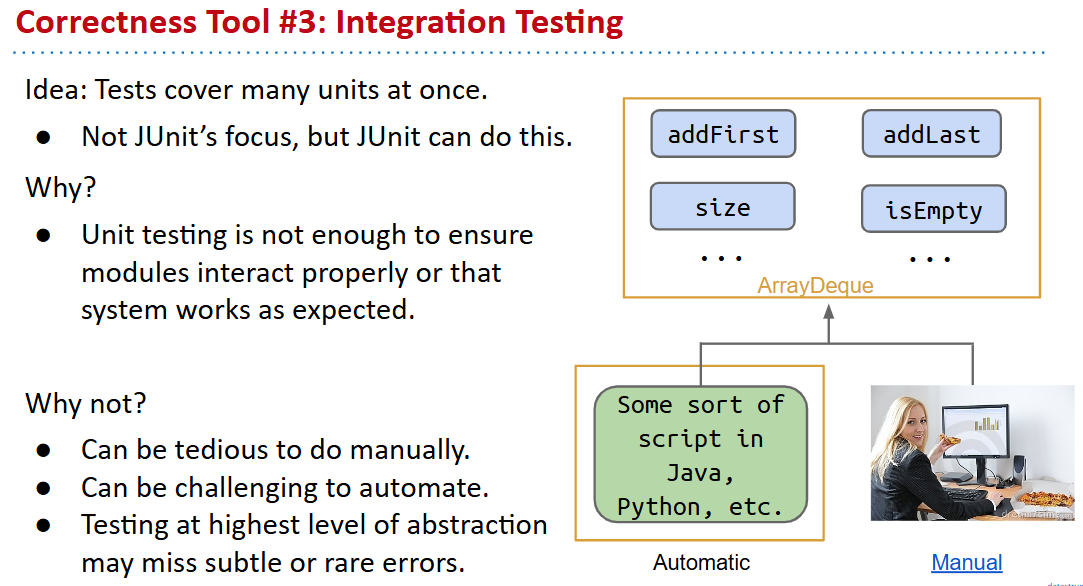 Correctness Tool #3: Integration Testing
Idea: Tests cover many units at once.
● Not JUnit’s focus, but JUnit can do this.
Why?
● Unit testing is not enough to ensure
modules interact properly or that
system works as expected.
Why not?
● Can be tedious to do manually.
● Can be challenging to automate.
● Testing at highest level of abstraction
may miss subtle or rare errors.
addFirst
addLast
size
isEmpty
...
...
ArrayDeque
Some sort of
script in
Java,
Python, etc.
Automatic
Manual